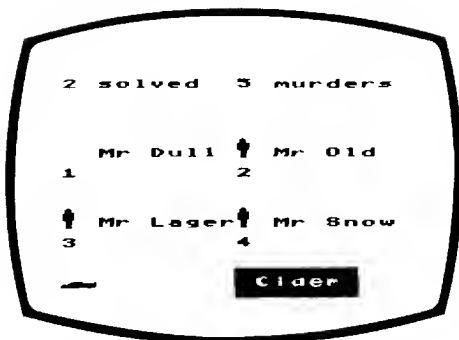 2 solved 5 murders
Mr Dull Mr Old
1 2
Mr Lager Mr Snow
3 4
Cider